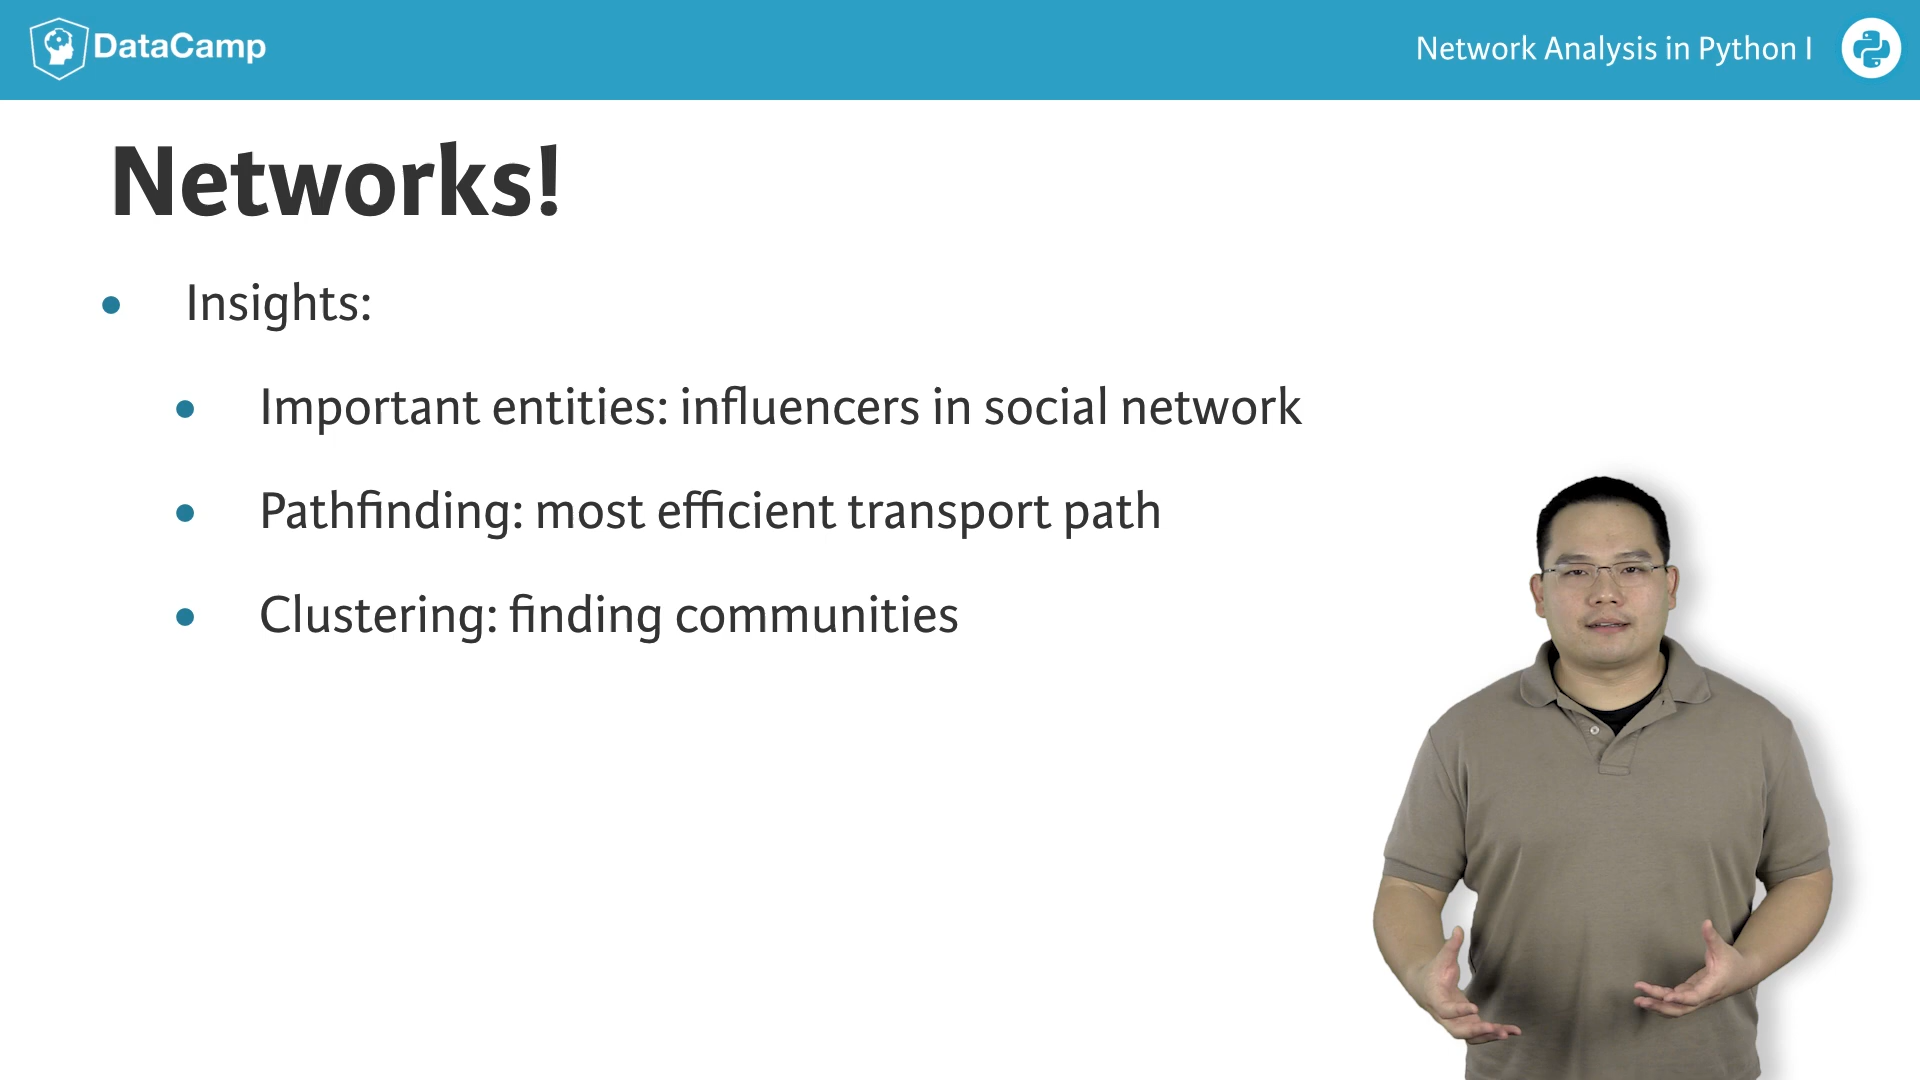 DataCamp
Network Analysis in Python I
Networks!
Insights:
Important entities: influencers in social network
Pathfinding: most efficient transport path
Clustering: finding communities